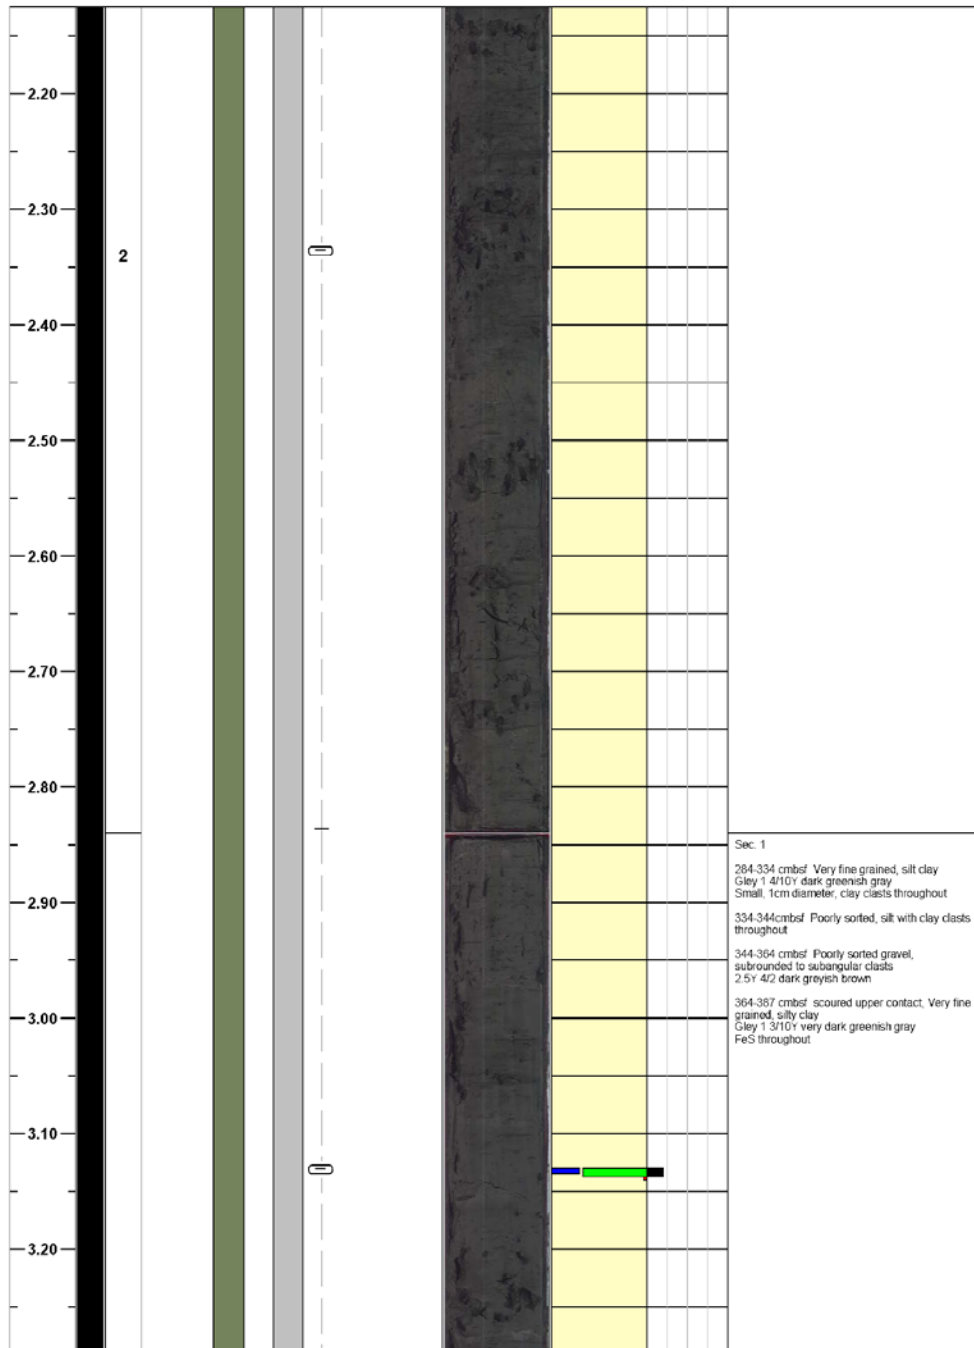 2.20
2.30
2
2.40
2.50
2.60
2.70
2.80
Sec. 1
284-334 cmbsf Very fine grained, silt clay
Gley 1 4/10Y dark greenish gray
Small, 1cm diameter, clay clasts throughout
334-344cmbsf Poorly sorted, silt with clay clasts
throughout
344-364 cmbsf Poorly sorted gravel,
subrounded to subangular clasts
2.5Y 4/2 dark greyish brown
364-387 cmbsf scoured upper contact, Very fine
grained, silty clay
Gley 1 3/10Y very dark greenish gray
FeS throughout
2.90
3.00
3.10
3.20